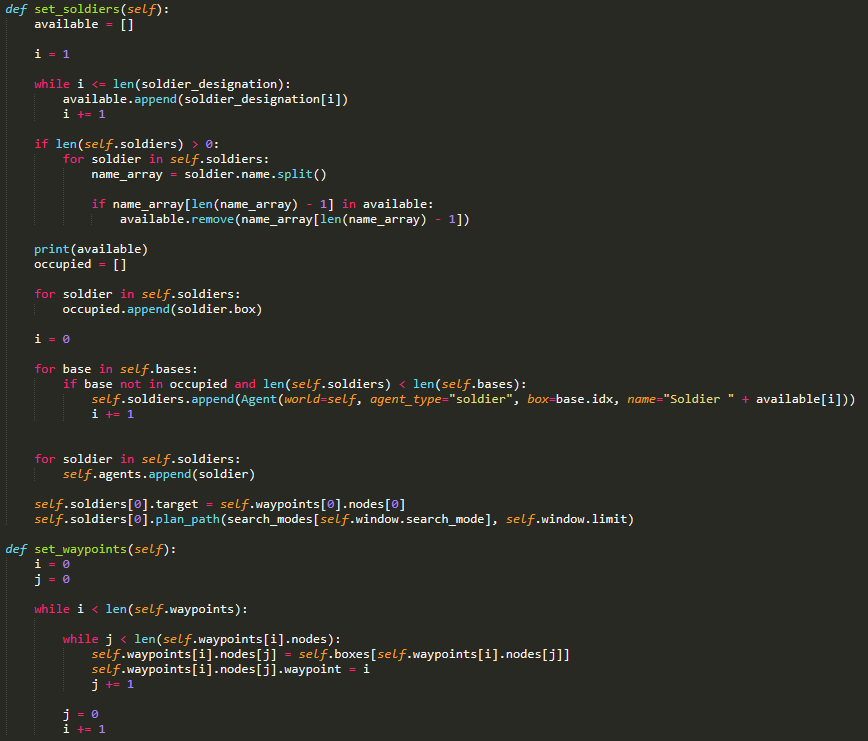 def set_soldiers(self):
    available = []

    i = 1

    while i <= len(soldier_designation):
        available.append(soldier_designation[i])
        i += 1

    if len(self.soldiers) > 0:
        for soldier in self.soldiers:
            name_array = soldier.name.split()

            if name_array[len(name_array) - 1] in available:
                available.remove(name_array[len(name_array) - 1])

    print(available)
    occupied = []

    for soldier in self.soldiers:
        occupied.append(soldier.box)

    i = 0

    for base in self.bases:
        if base not in occupied and len(self.soldiers) < len(self.bases):
            self.soldiers.append(Agent(world=self, agent_type="soldier", box=base.idx, name="Soldier " + available[i]))
            i += 1


    for soldier in self.soldiers:
        self.agents.append(soldier)

    self.soldiers[0].target = self.waypoints[0].nodes[0]
    self.soldiers[0].plan_path(search_modes[self.window.search_mode], self.window.limit)

def set_waypoints(self):
    i = 0
    j = 0

    while i < len(self.waypoints):

        while j < len(self.waypoints[i].nodes):
            self.waypoints[i].nodes[j] = self.boxes[self.waypoints[i].nodes[j]]
            self.waypoints[i].nodes[j].waypoint = i
            j += 1

        j = 0
        i += 1